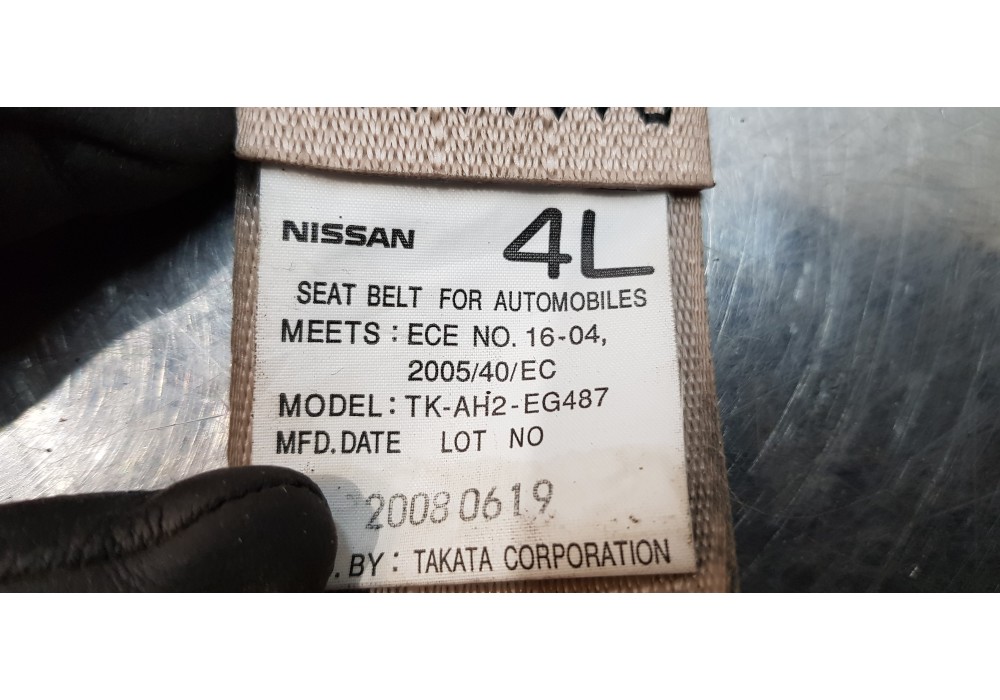 NISSAN 4L
SEAT BELT FOR AUTOMOBILES
MEETS : ECE NO. 16-04,
2005/40/EC
MODEL : TK-AH2-EG487
MFD. DATE LOT NO
20080619
. BY : TAKATA CORPORATION